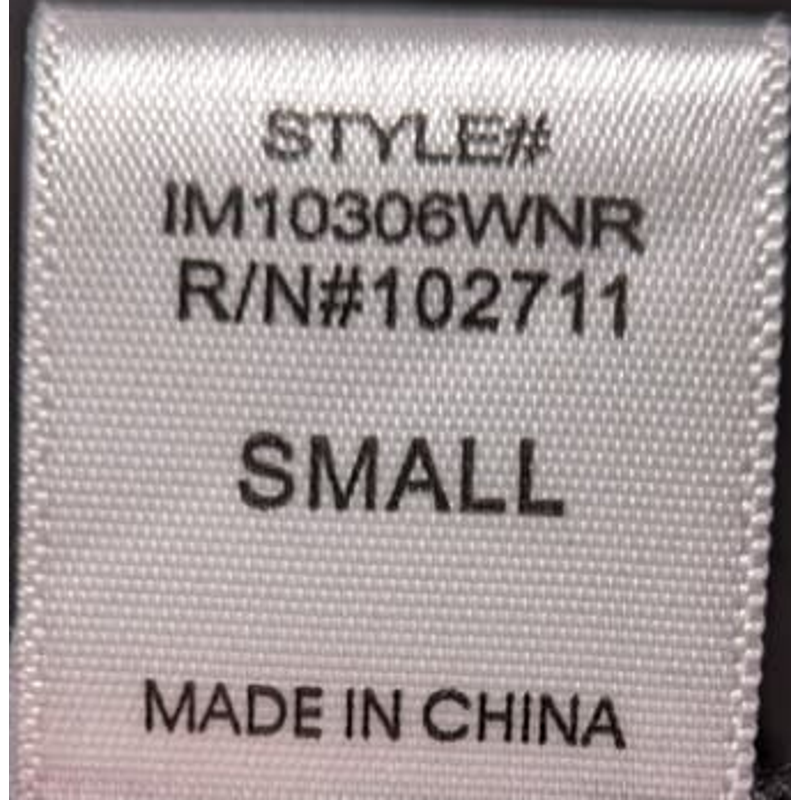 STYLE#
IM10306WNR
R/N#102711
SMALL
MADE IN CHINA